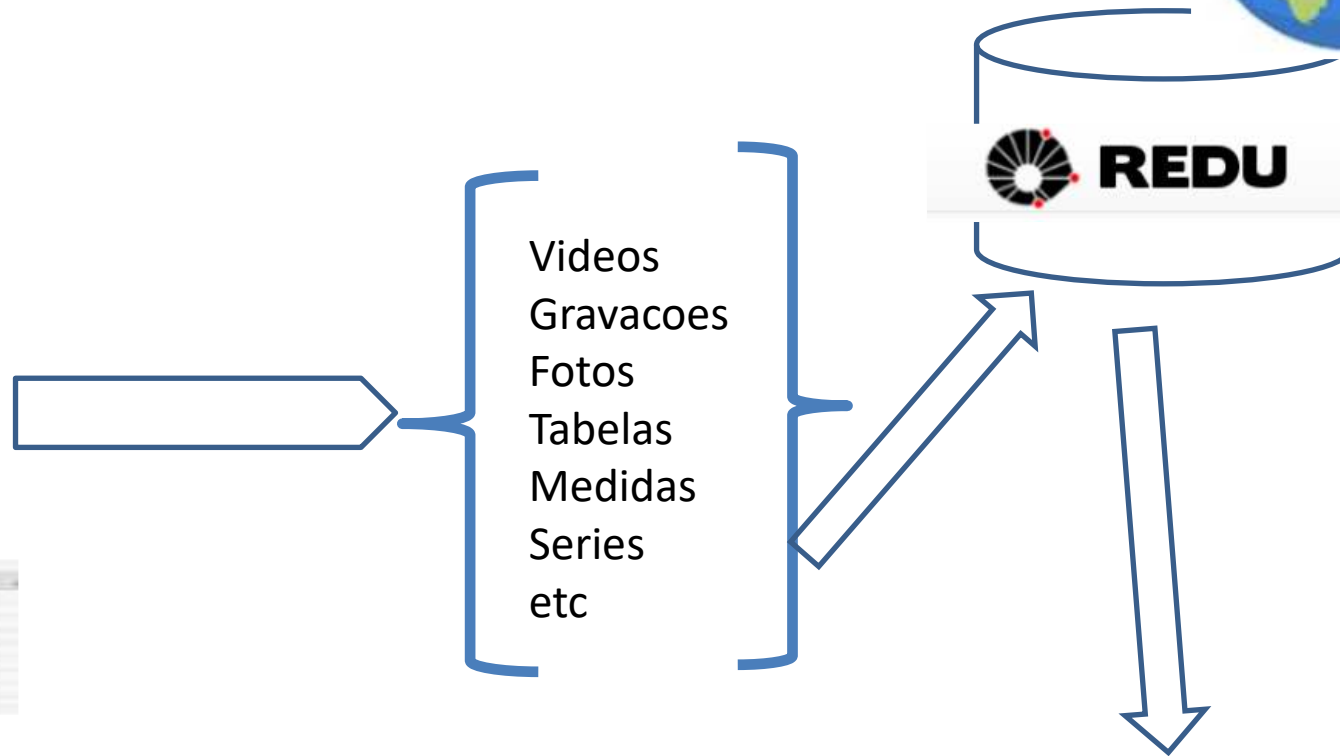 REDU
Videos
Gravacoes
Fotos
Tabelas
Medidas
Series
etc